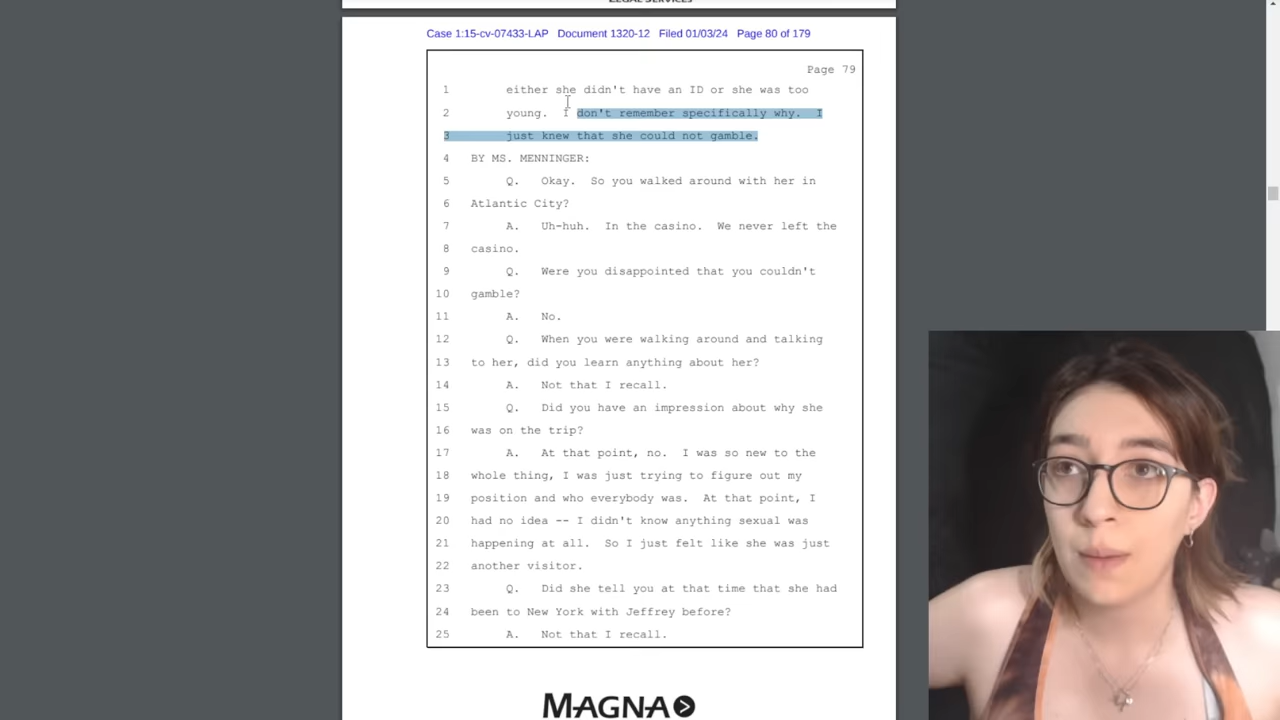 Case 1:15-cv-07433-LAP Document 1320-12 Filed 01/03/24 Page 80 of 179
Page 79
1 either she didn't have an ID or she was too
2 young. I don't remember specifically why. I
3 just knew that she could not gamble.
4 BY MS. MENNINGER:
5 Q. Okay. So you walked around with her in
6 Atlantic City?
7 A. Uh-huh. In the casino. We never left the
8 casino.
9 Q. Were you disappointed that you couldn't
10 gamble?
11 A. No.
12 Q. When you were walking around and talking
13 to her, did you learn anything about her?
14 A. Not that I recall.
15 Q. Did you have an impression about why she
16 was on the trip?
17 A. At that point, no. I was so new to the
18 whole thing, I was just trying to figure out my
19 position and who everybody was. At that point, I
20 had no idea -- I didn't know anything sexual was
21 happening at all. So I just felt like she was just
22 another visitor.
23 Q. Did she tell you at that time that she had
24 been to New York with Jeffrey before?
25 A. Not that I recall.
MAGNA